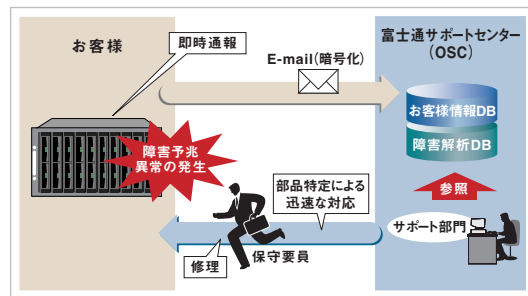 お客様
即時通報
E-mail(暗号化)
富士通サポートセンター
(OSC)
お客様情報DB
障害解析DB
障害予兆
異常の発生
参照
部品特定による
迅速な対応
サポート部門
修理
保守要員